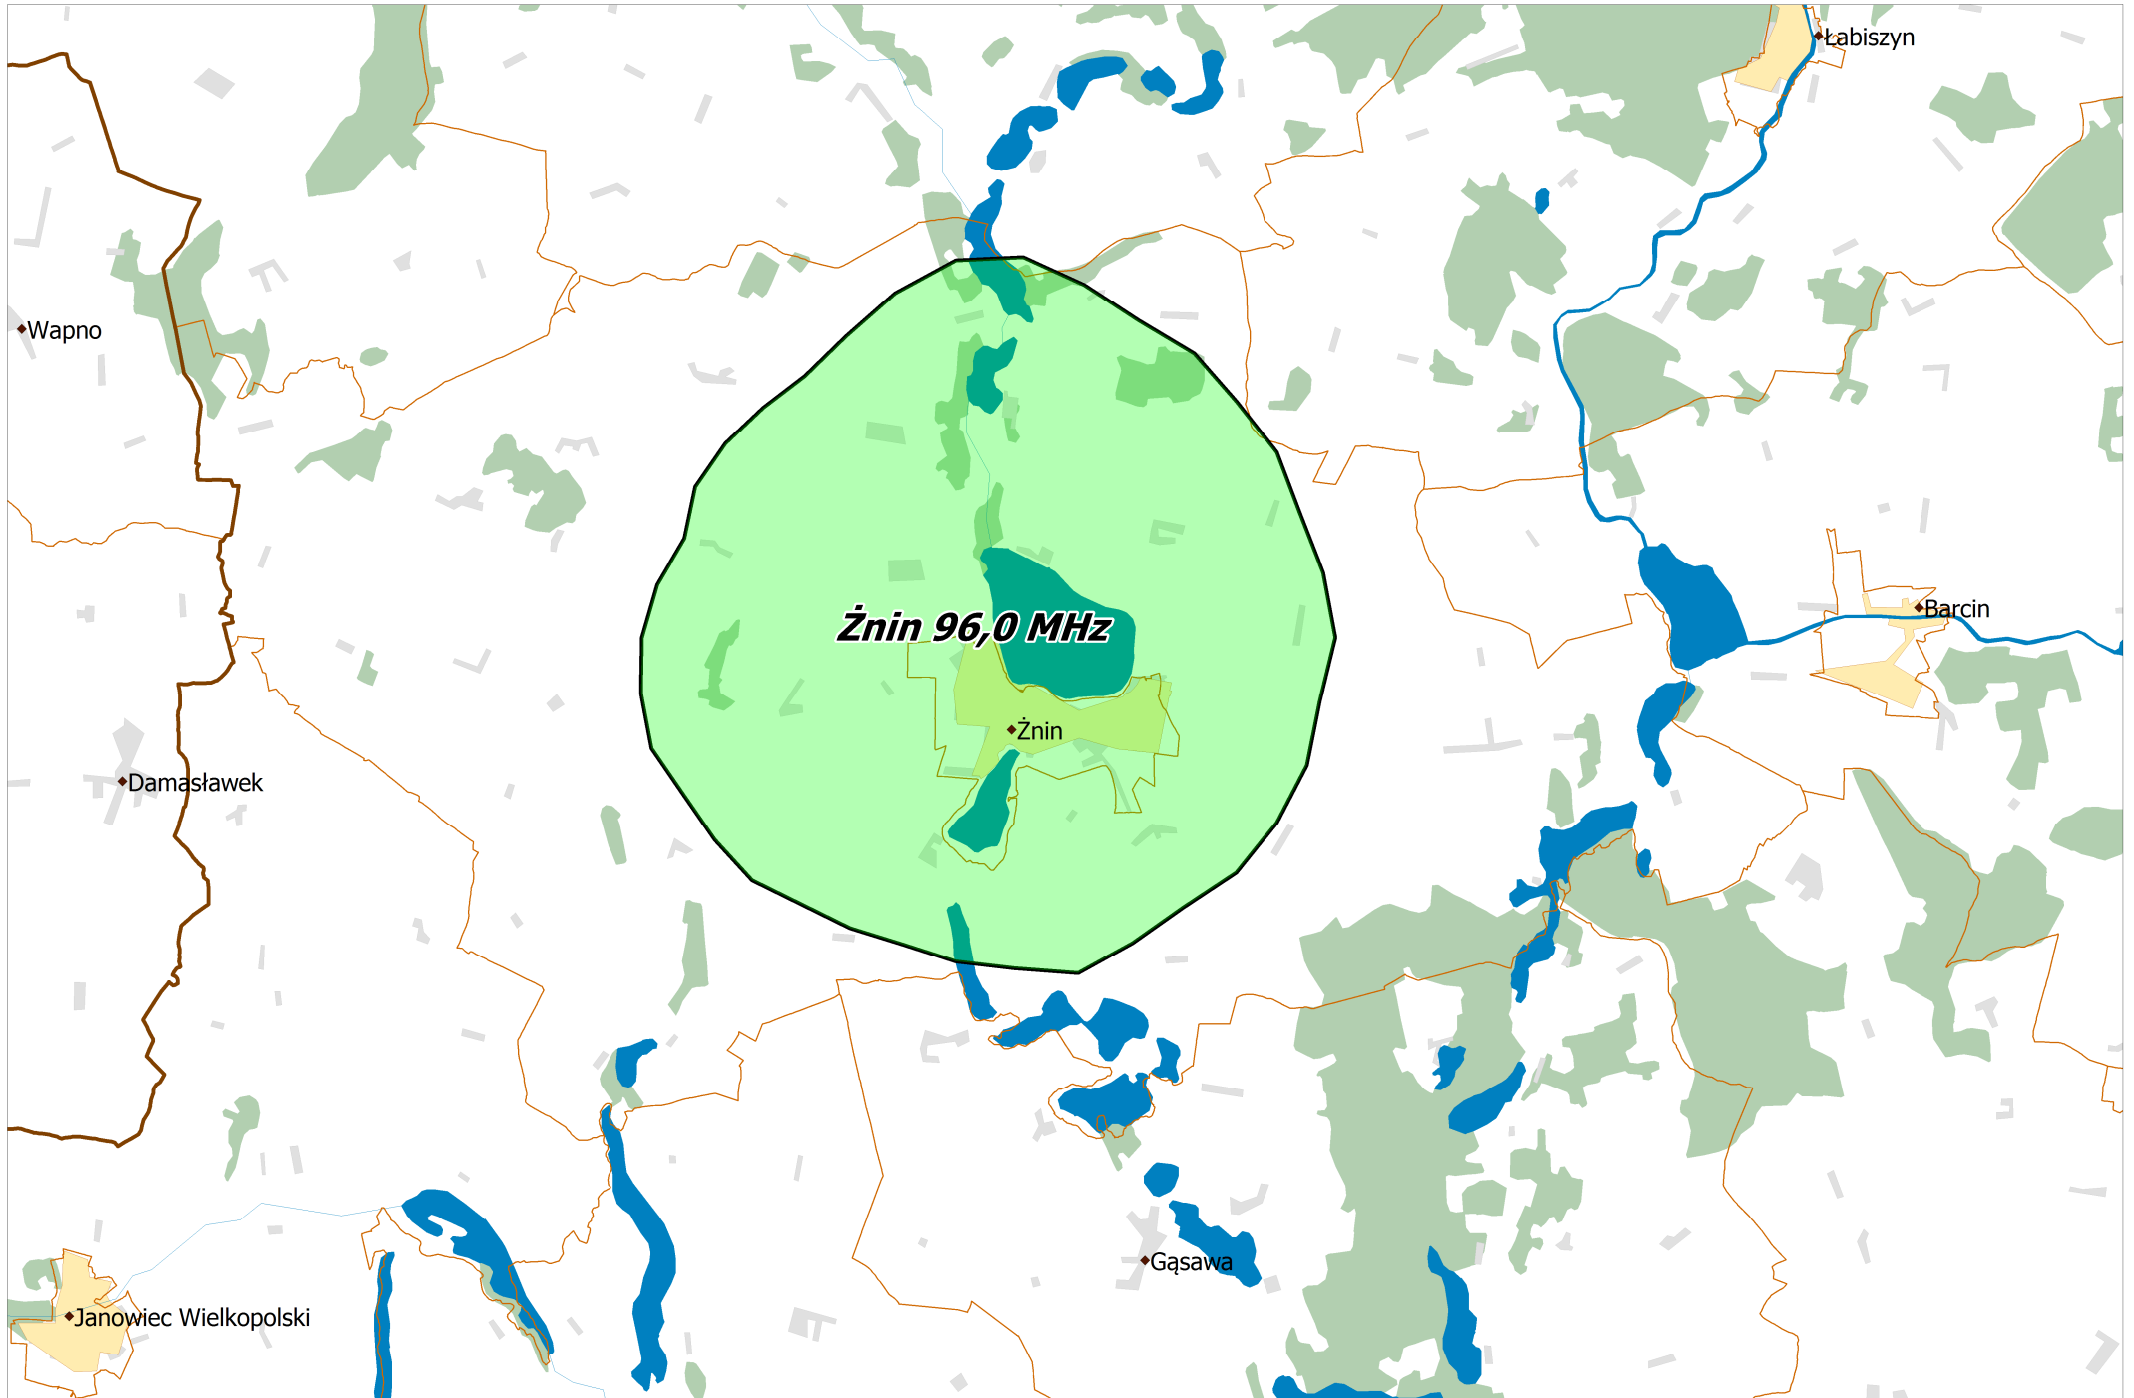 Łabiszyn
Wapno
Barcin
Żnin 96,0 MHz
Żnin
Damasławek
Gąsawa
Janowiec Wielkopolski